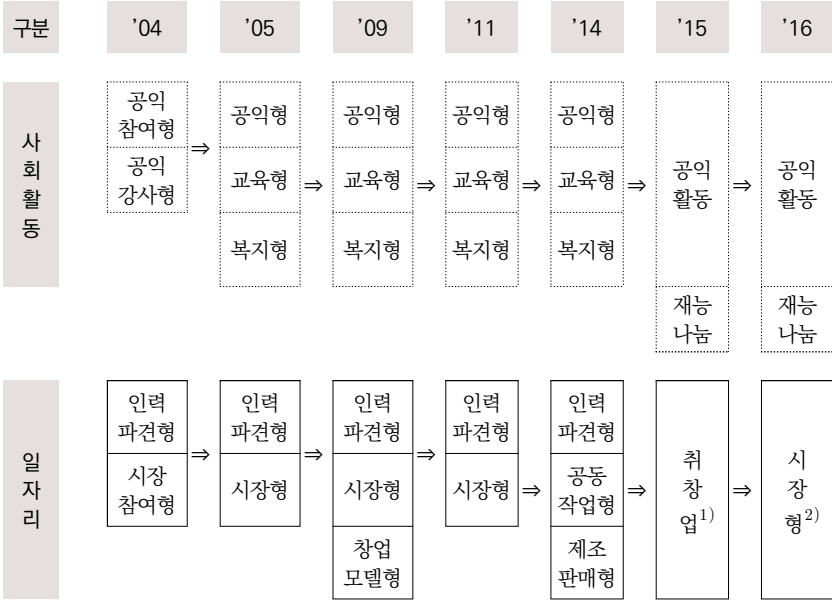 구분 ’04 ’05 ’09 ’11 ’14 ’15 ’16
사
회
활
동
공익
참여형
공익
강사형
⇒
공익형
교육형
복지형
⇒
공익형
교육형
복지형
⇒
공익형
교육형
복지형
⇒
공익형
교육형
복지형
⇒
공익
활동
재능
나눔
⇒
공익
활동
재능
나눔
일
자
리
인력
파견형
시장
참여형
⇒
인력
파견형
시장형
⇒
인력
파견형
시장형
창업
모델형
⇒
인력
파견형
시장형
⇒
인력
파견형
공동
작업형
제조
판매형
⇒
취
창
업1)
⇒
시
장
형2)